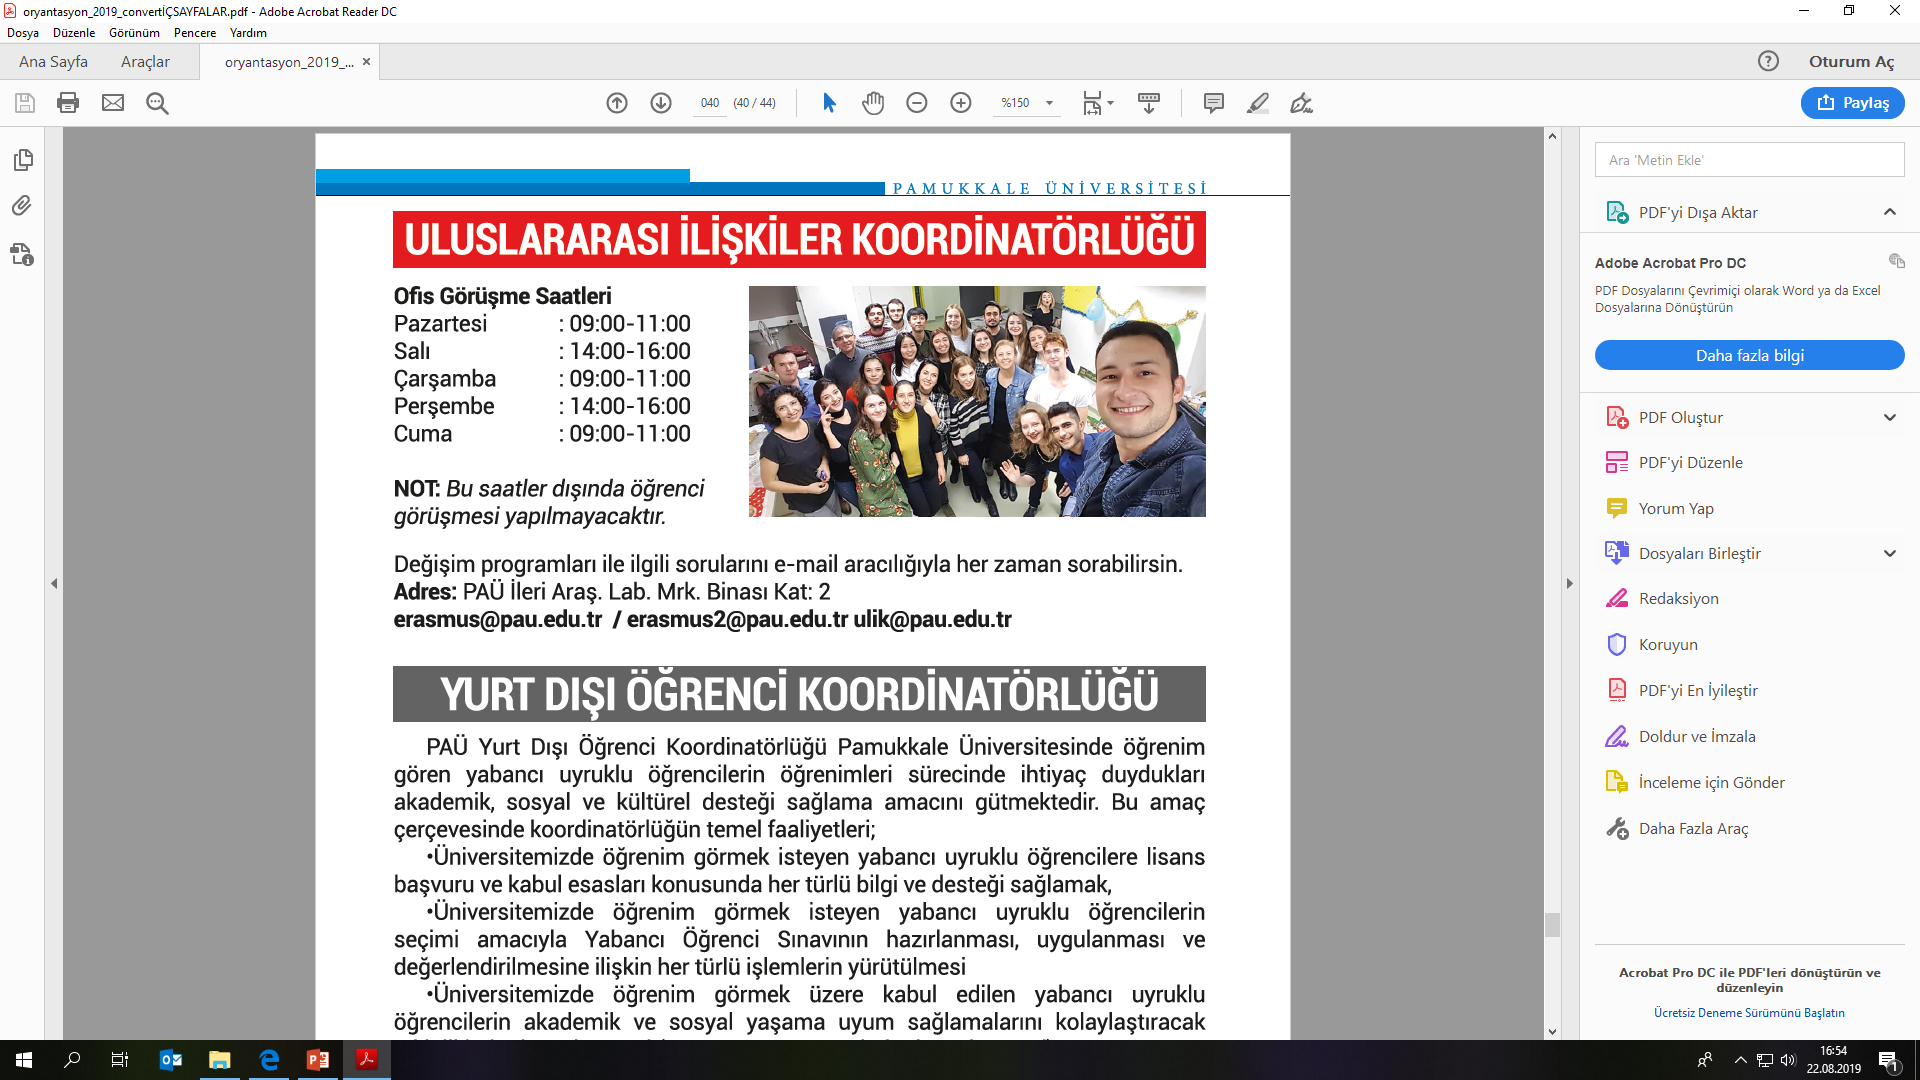 oryantasyon_2019_convertİÇSAYFALAR.pdf - Adobe Acrobat Reader DC
Dosya Düzenle Görünüm Pencere Yardım
Ana Sayfa Araçlar oryantasyon_2019_... × Oturum Aç
040 (40 / 44) %150 Paylaş
PAMUKKALE ÜNİVERSİTESİ
ULUSLARARASI İLİŞKİLER KOORDİNATÖRLÜĞÜ
Ofis Görüşme Saatleri
Pazartesi : 09:00-11:00
Salı : 14:00-16:00
Çarşamba : 09:00-11:00
Perşembe : 14:00-16:00
Cuma : 09:00-11:00
NOT: Bu saatler dışında öğrenci
görüşmesi yapılmayacaktır.
Değişim programları ile ilgili sorularını e-mail aracılığıyla her zaman sorabilirsin.
Adres: PAÜ İleri Araş. Lab. Mrk. Binası Kat: 2
erasmus@pau.edu.tr / erasmus2@pau.edu.tr ulik@pau.edu.tr
YURT DIŞI ÖĞRENCİ KOORDİNATÖRLÜĞÜ
PAÜ Yurt Dışı Öğrenci Koordinatörlüğü Pamukkale Üniversitesinde öğrenim
gören yabancı uyruklu öğrencilerin öğrenimleri sürecinde ihtiyaç duydukları
akademik, sosyal ve kültürel desteği sağlama amacını gütmektedir. Bu amaç
çerçevesinde koordinatörlüğün temel faaliyetleri;
•Üniversitemizde öğrenim görmek isteyen yabancı uyruklu öğrencilere lisans
başvuru ve kabul esasları konusunda her türlü bilgi ve desteği sağlamak,
•Üniversitemizde öğrenim görmek isteyen yabancı uyruklu öğrencilerin
seçimi amacıyla Yabancı Öğrenci Sınavının hazırlanması, uygulanması ve
değerlendirilmesine ilişkin her türlü işlemlerin yürütülmesi
•Üniversitemizde öğrenim görmek üzere kabul edilen yabancı uyruklu
öğrencilerin akademik ve sosyal yaşama uyum sağlamalarını kolaylaştıracak
Ara 'Metin Ekle'
PDF'yi Dışa Aktar
Adobe Acrobat Pro DC
PDF Dosyalarını Çevrimiçi olarak Word ya da Excel
Dosyalarına Dönüştürün
Daha fazla bilgi
PDF Oluştur
PDF'yi Düzenle
Yorum Yap
Dosyaları Birleştir
Redaksiyon
Koruyun
PDF'yi En İyileştir
Doldur ve İmzala
İnceleme için Gönder
Daha Fazla Araç
Acrobat Pro DC ile PDF'leri dönüştürün ve
düzenleyin
Ücretsiz Deneme Sürümünü Başlatın
16:54
22.08.2019
1